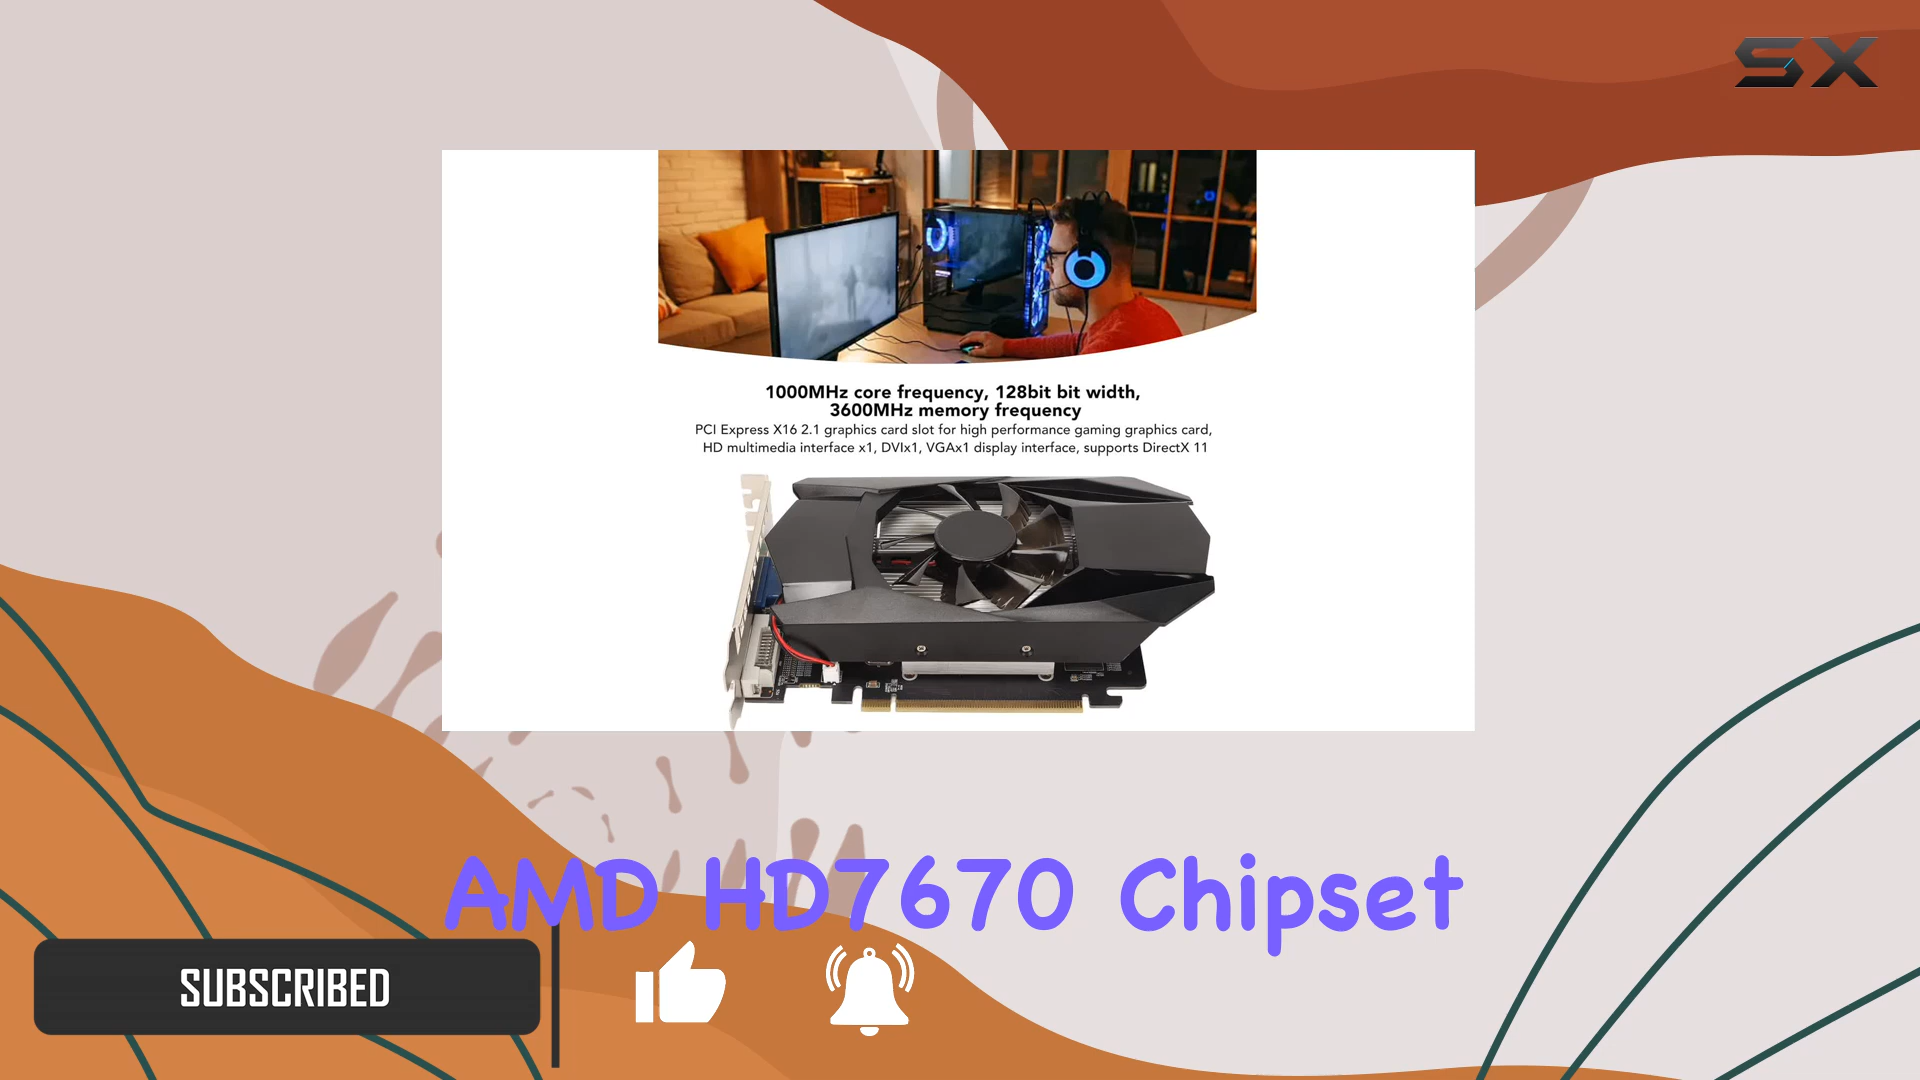 SX
1000MHz core frequency, 128bit bit width,
3600MHz memory frequency
PCI Express X16 2.1 graphics card slot for high performance gaming graphics card,
HD multimedia interface x1, DVIx1, VGAx1 display interface, supports DirectX 11
AMD HD7670 Chipset
SUBSCRIBED